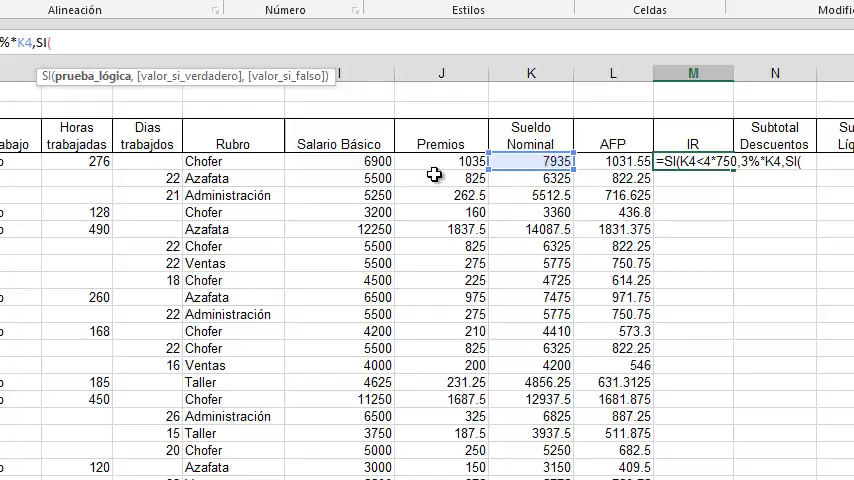 Alineación Número Estilos Celdas Modifi
%*K4,SI(
SI(prueba_lógica, [valor_si_verdadero], [valor_si_falso])
I J K L M N
abajo Horas trabajadas Dias trabajdos Rubro Salario Básico Premios Sueldo Nominal AFP IR Subtotal Descuentos Su Líq
o 276 Chofer 6900 1035 7935 1031.55 =SI(K4<4*750,3%*K4,SI(
22 Azafata 5500 825 6325 822.25
21 Administración 5250 262.5 5512.5 716.625
o 128 Chofer 3200 160 3360 436.8
o 490 Azafata 12250 1837.5 14087.5 1831.375
22 Chofer 5500 825 6325 822.25
22 Ventas 5500 275 5775 750.75
18 Chofer 4500 225 4725 614.25
o 260 Azafata 6500 975 7475 971.75
22 Administración 5500 275 5775 750.75
o 168 Chofer 4200 210 4410 573.3
22 Chofer 5500 825 6325 822.25
16 Ventas 4000 200 4200 546
o 185 Taller 4625 231.25 4856.25 631.3125
o 450 Chofer 11250 1687.5 12937.5 1681.875
26 Administración 6500 325 6825 887.25
15 Taller 3750 187.5 3937.5 511.875
20 Chofer 5000 250 5250 682.5
o 120 Azafata 3000 150 3150 409.5